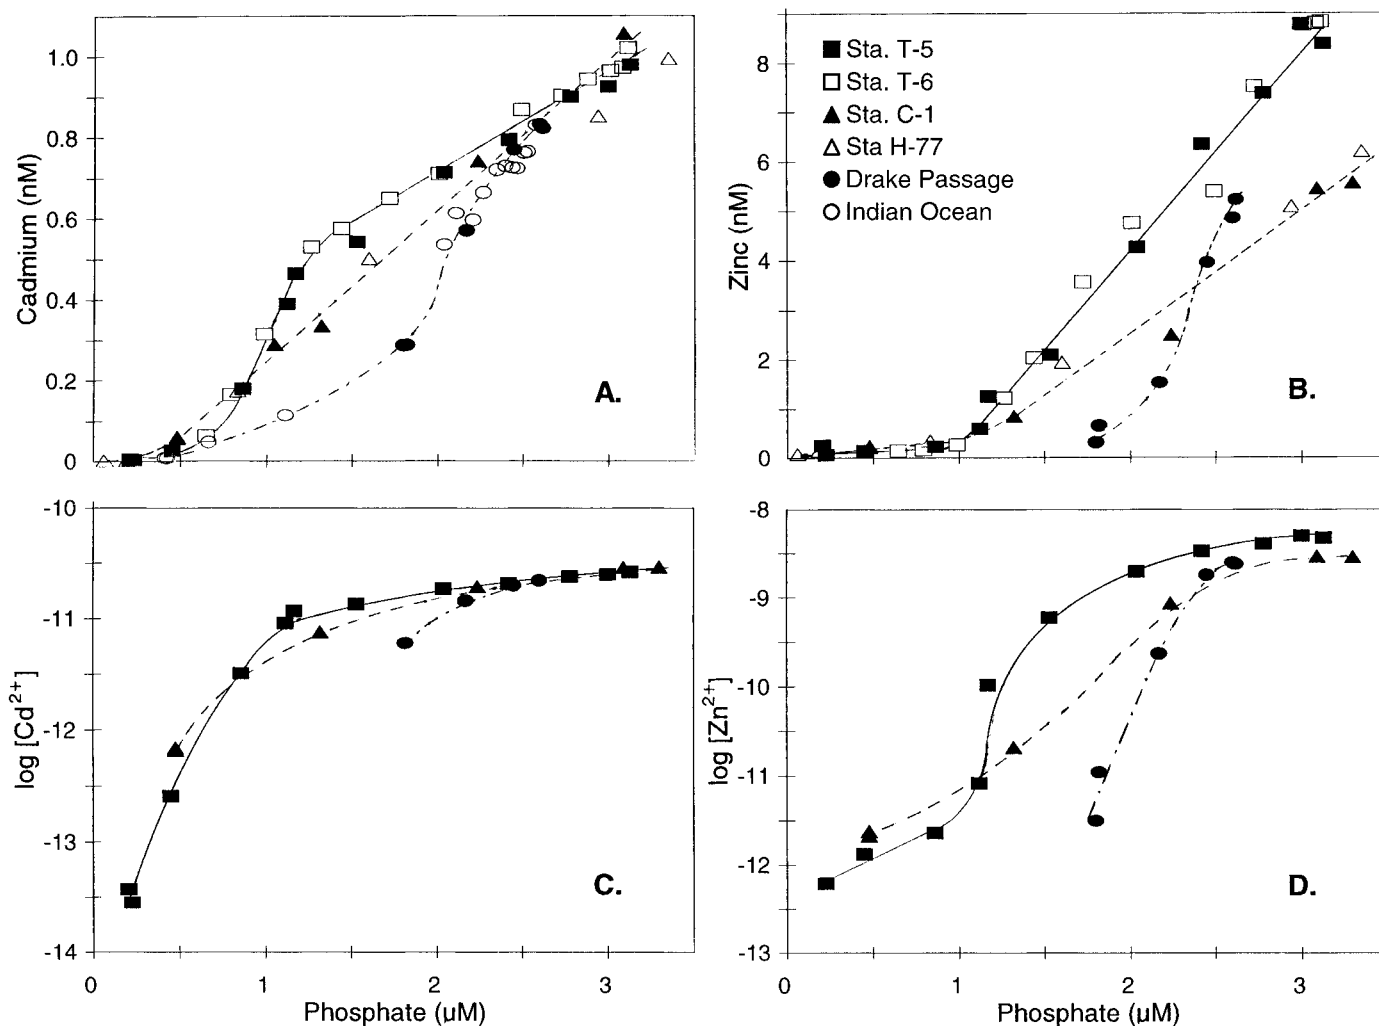 1.0
0.8
0.6
0.4
0.2
0
Cadmium (nM)
A.
8
6
4
2
0
Zinc (nM)
Sta. T-5
Sta. T-6
Sta. C-1
Sta H-77
Drake Passage
Indian Ocean
B.
-10
-11
-12
-13
-14
log [Cd2+]
C.
0 1 2 3
Phosphate (µM)
-8
-9
-10
-11
-12
-13
log [Zn2+]
D.
0 1 2 3
Phosphate (µM)